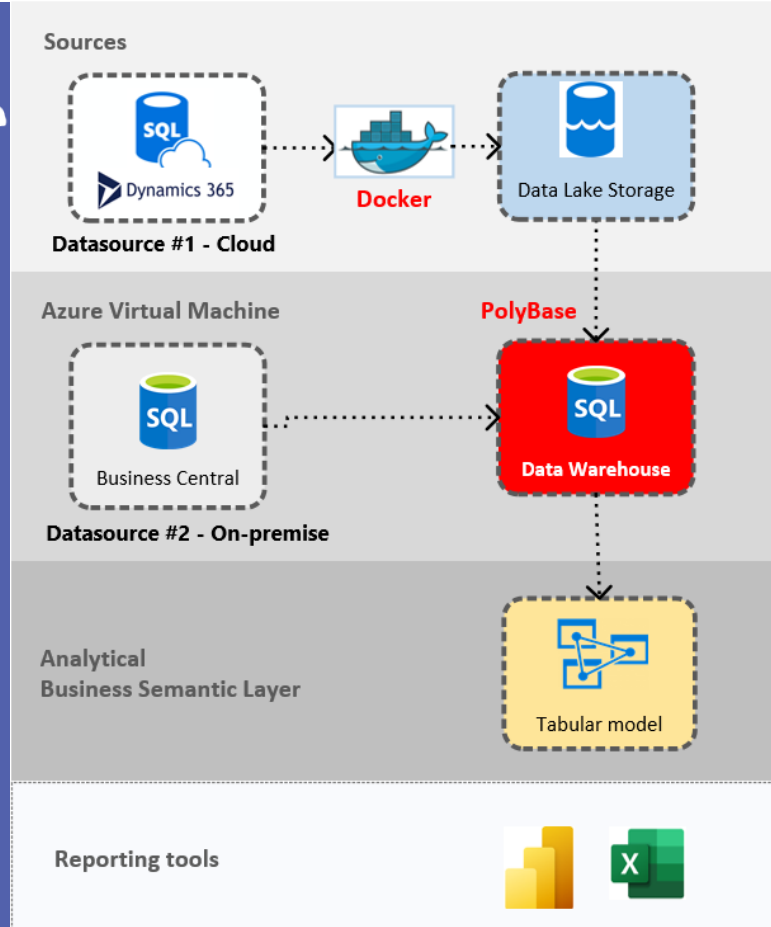 Sources
SQL
Dynamics 365
Docker
Data Lake Storage
Datasource #1 - Cloud
Azure Virtual Machine
PolyBase
SQL
Business Central
SQL
Data Warehouse
Datasource #2 - On-premise
Analytical
Business Semantic Layer
Tabular model
Reporting tools
X